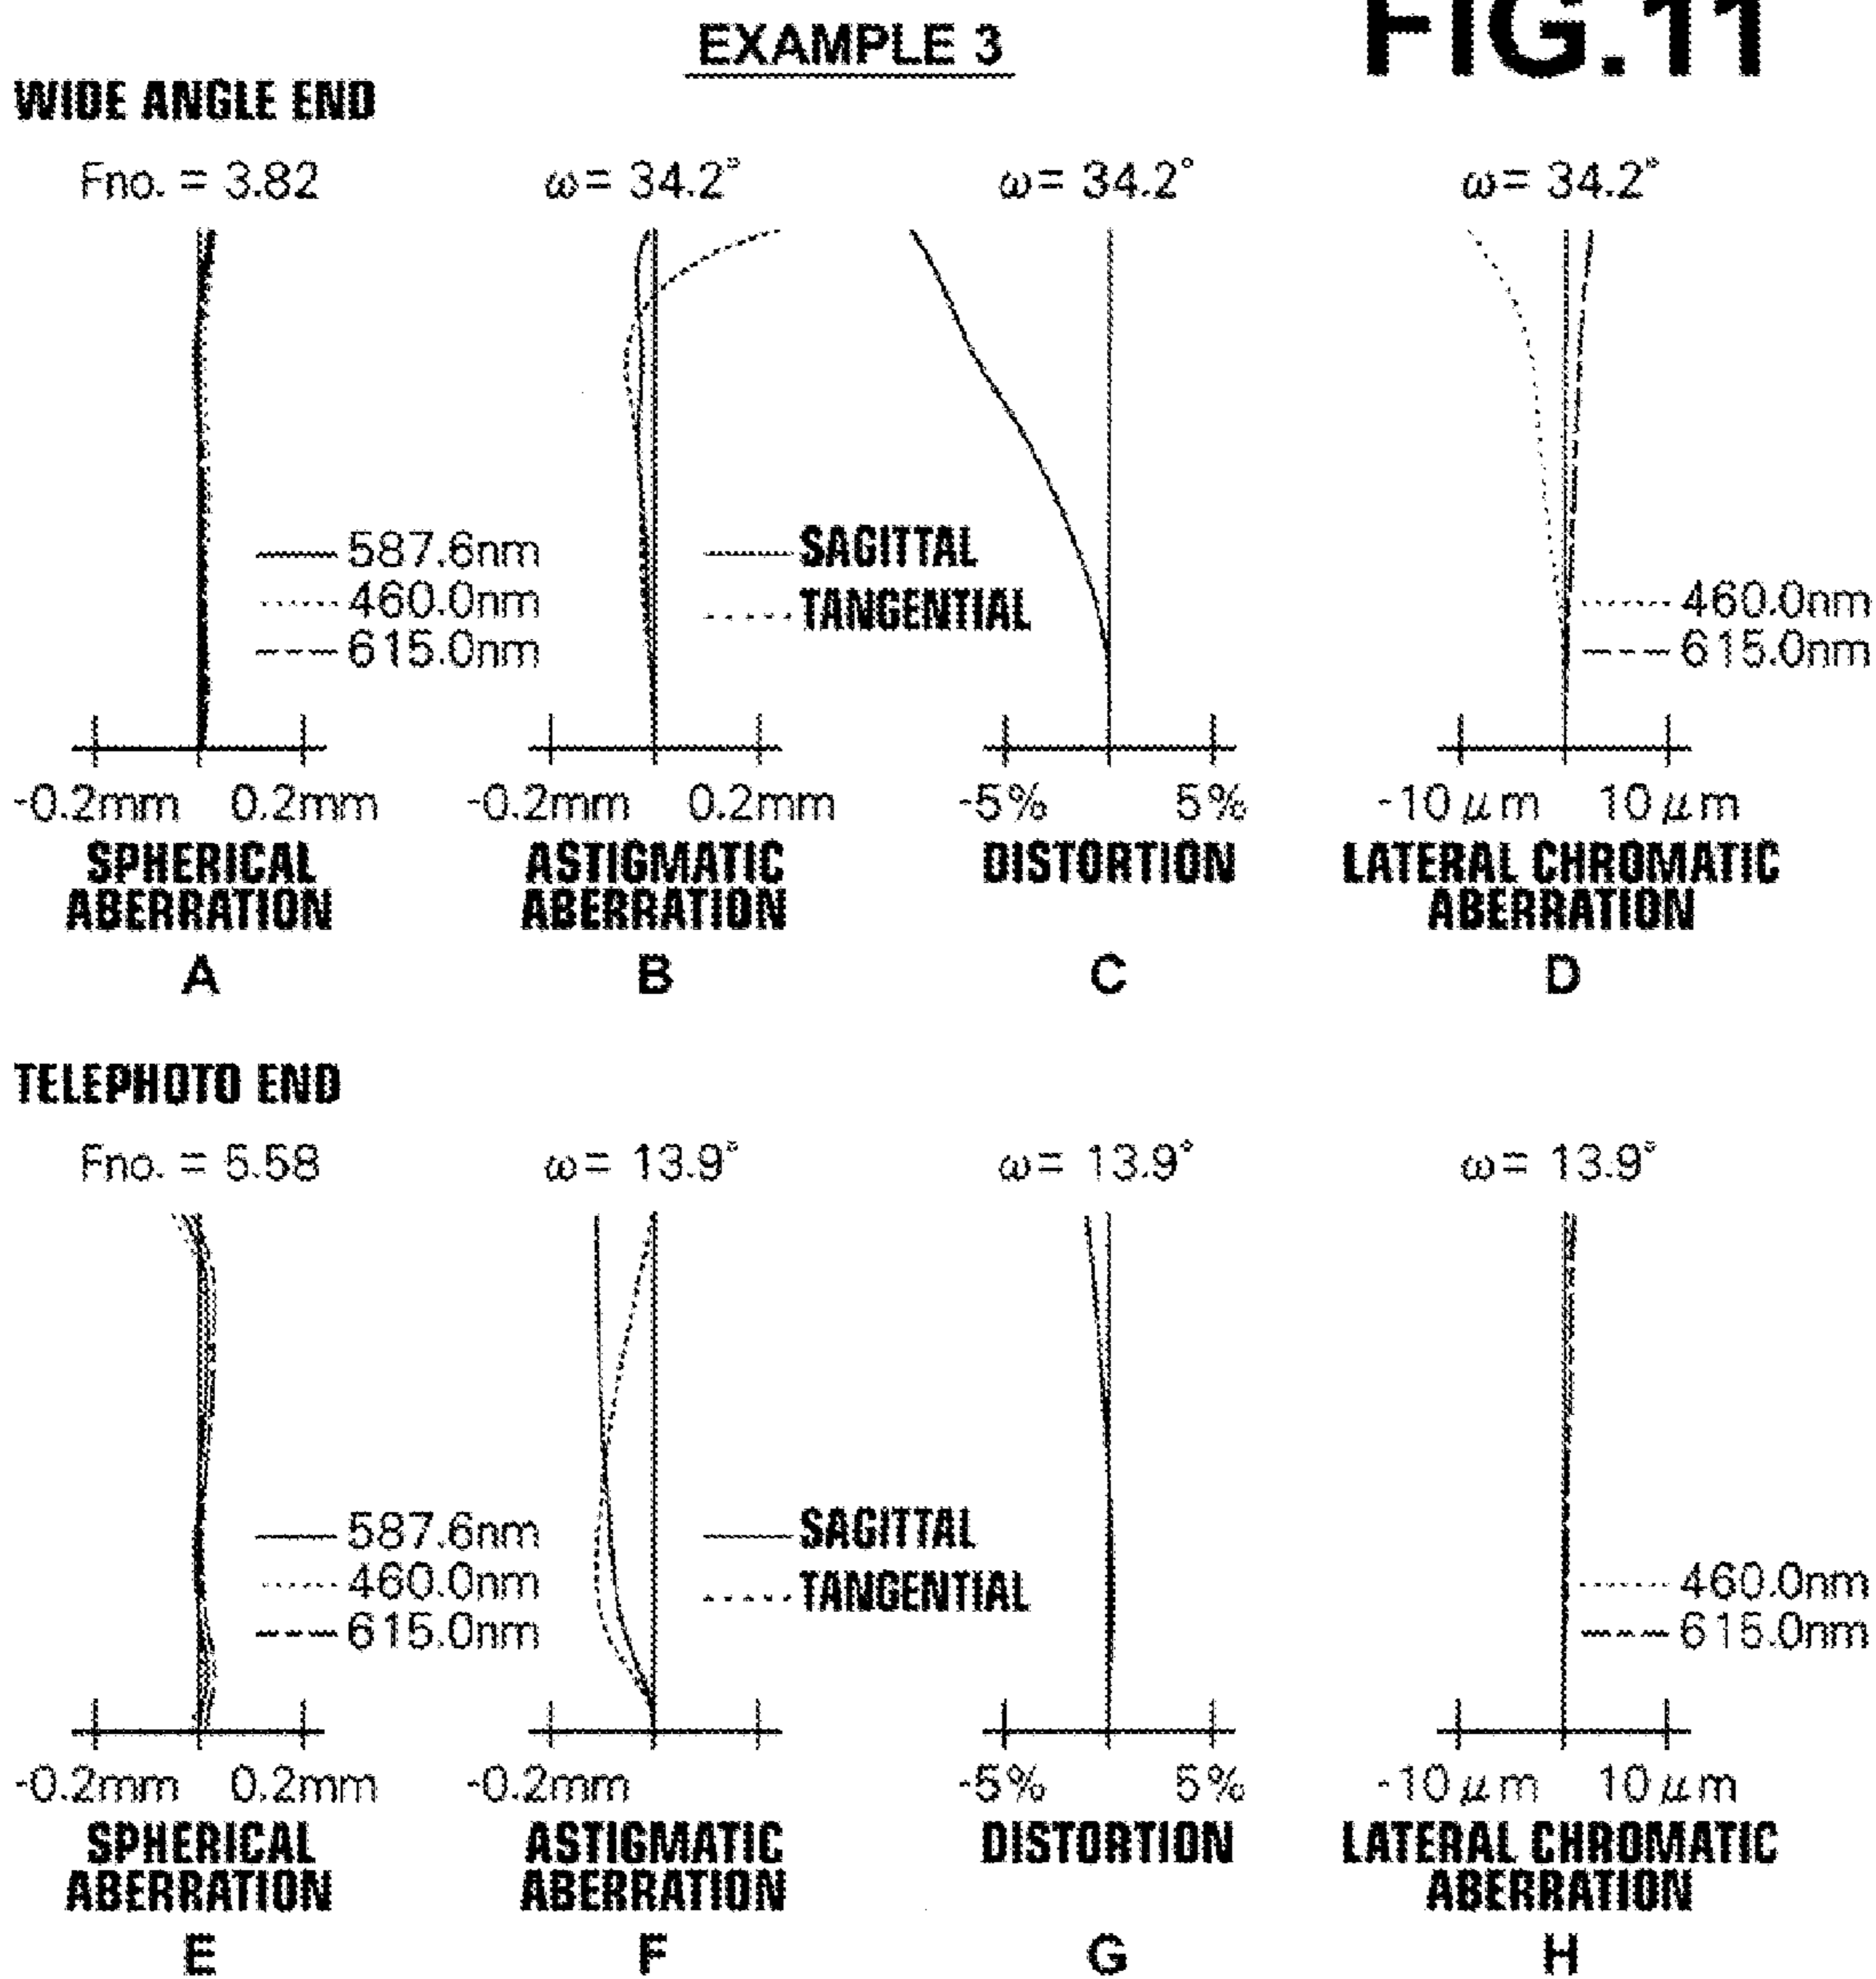 FIG.11
EXAMPLE 3
WIDE ANGLE END
Fno. = 3.82
ω= 34.2°
ω= 34.2°
ω= 34.2°
587.6nm
460.0nm
615.0nm
SAGITTAL
TANGENTIAL
460.0nm
615.0nm
-0.2mm 0.2mm
-0.2mm 0.2mm
-5% 5%
-10μm 10μm
SPHERICAL
ABERRATION
ASTIGMATIC
ABERRATION
DISTORTION
LATERAL CHROMATIC
ABERRATION
A
B
C
D
TELEPHOTO END
Fno. = 5.58
ω= 13.9°
ω= 13.9°
ω= 13.9°
587.6nm
460.0nm
615.0nm
SAGITTAL
TANGENTIAL
460.0nm
615.0nm
-0.2mm 0.2mm
-0.2mm
-5% 5%
-10μm 10μm
SPHERICAL
ABERRATION
ASTIGMATIC
ABERRATION
DISTORTION
LATERAL CHROMATIC
ABERRATION
E
F
G
H